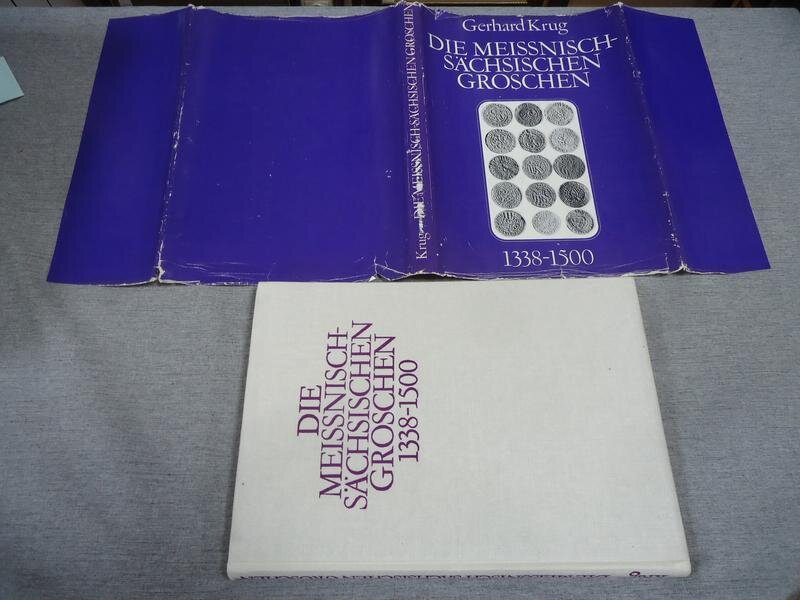 Gerhard Krug
DIE MEISSNISCH-
SÄCHSISCHEN
GROSCHEN
1338-1500
Krug DIE MEISSNISCH-SÄCHSISCHEN GROSCHEN
DIE
MEISSNISCH-
SÄCHSISCHEN
GROSCHEN
1338-1500